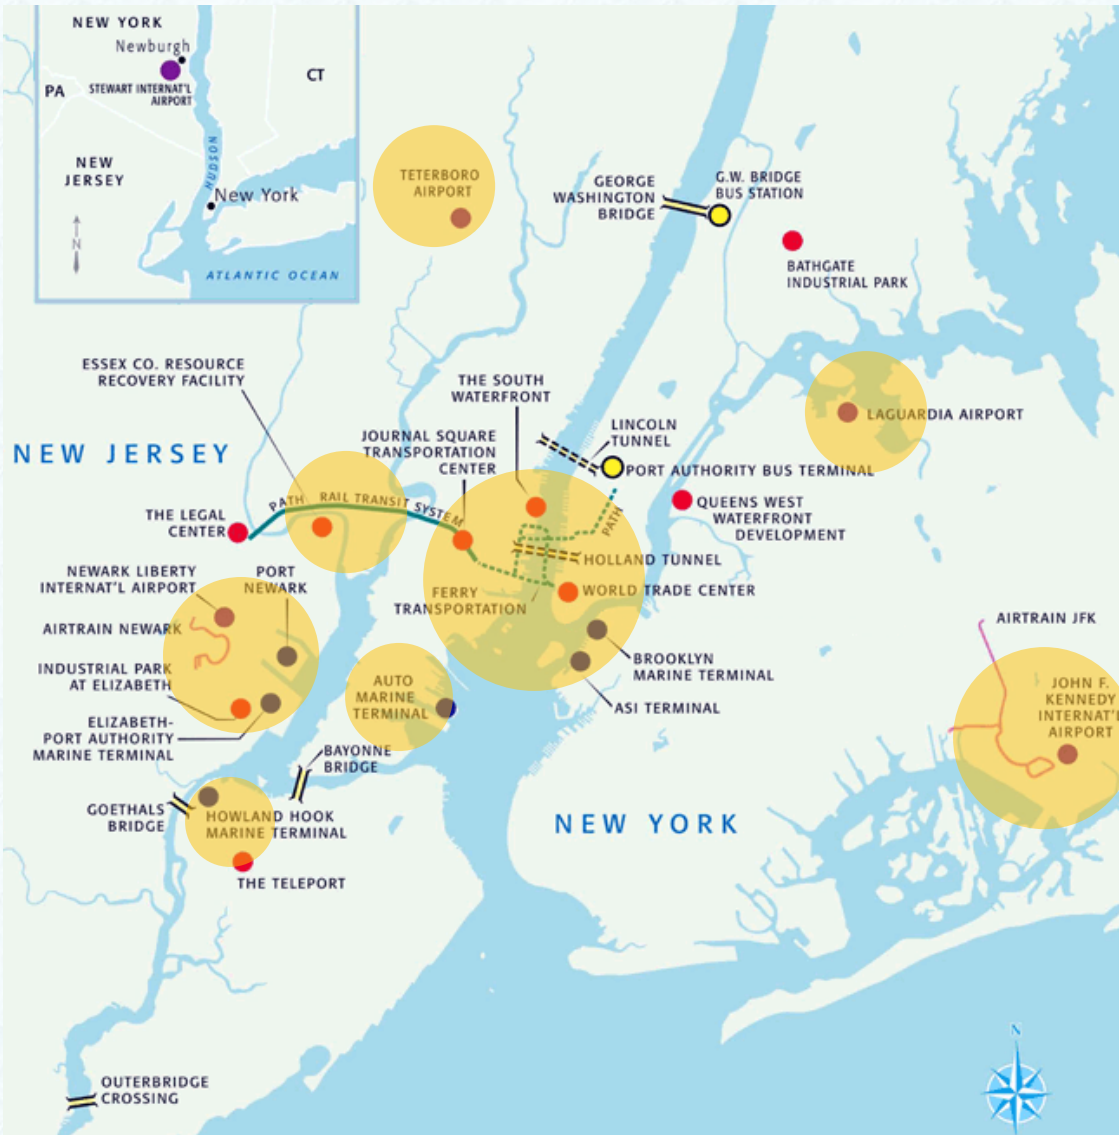 NEW YORK
Newburgh
STEWART INTERNAT'L
AIRPORT
PA
CT
NEW
JERSEY
HUDSON
New York
N
ATLANTIC OCEAN
TETERBORO
AIRPORT
GEORGE
WASHINGTON
BRIDGE
G.W. BRIDGE
BUS STATION
BATHGATE
INDUSTRIAL PARK
ESSEX CO. RESOURCE
RECOVERY FACILITY
THE SOUTH
WATERFRONT
LAGUARDIA AIRPORT
NEW JERSEY
JOURNAL SQUARE
TRANSPORTATION
CENTER
LINCOLN
TUNNEL
PORT AUTHORITY BUS TERMINAL
PATH RAIL TRANSIT SYSTEM
THE LEGAL
CENTER
PATH
QUEENS WEST
WATERFRONT
DEVELOPMENT
HOLLAND TUNNEL
NEWARK LIBERTY
INTERNAT'L AIRPORT
PORT
NEWARK
FERRY
TRANSPORTATION
WORLD TRADE CENTER
AIRTRAIN NEWARK
AIRTRAIN JFK
INDUSTRIAL PARK
AT ELIZABETH
AUTO
MARINE
TERMINAL
BROOKLYN
MARINE TERMINAL
ASI TERMINAL
JOHN F.
KENNEDY
INTERNAT'L
AIRPORT
ELIZABETH-
PORT AUTHORITY
MARINE TERMINAL
BAYONNE
BRIDGE
GOETHALS
BRIDGE
HOWLAND HOOK
MARINE TERMINAL
NEW YORK
THE TELEPORT
N
OUTERBRIDGE
CROSSING